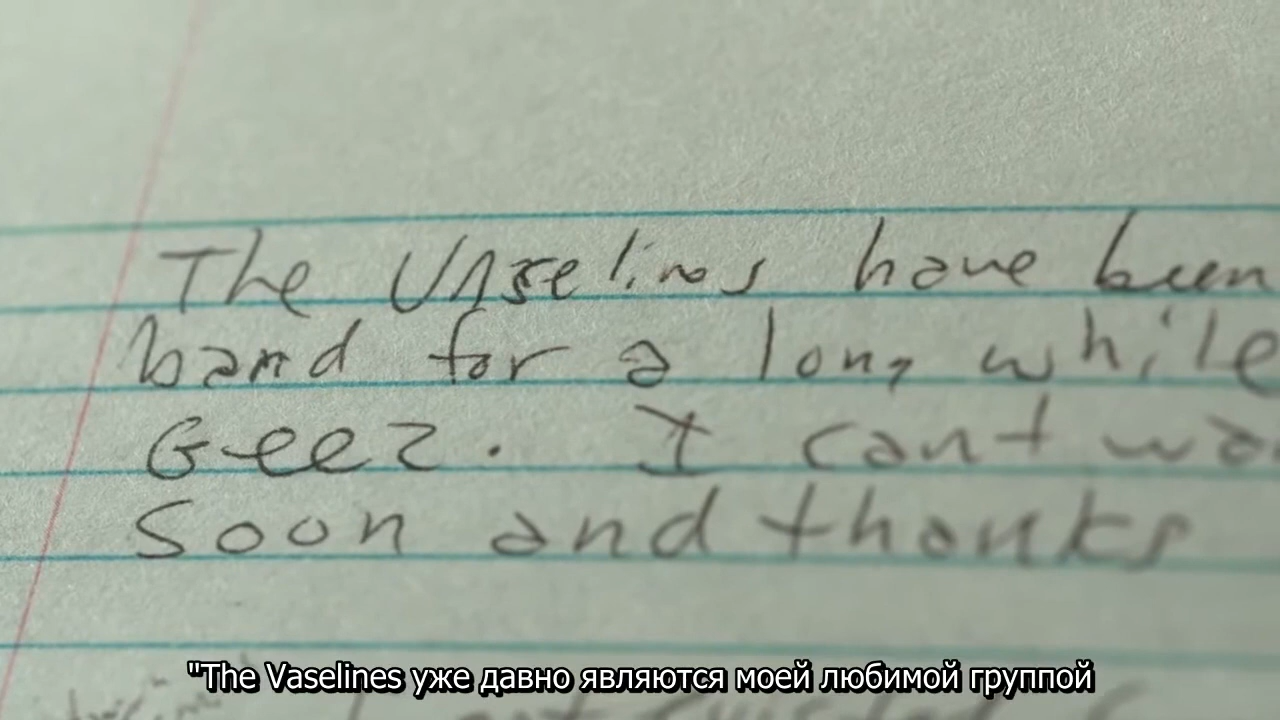 The Vaselines have been
band for a long while
Geez. I cant wa
Soon and thanks
"The Vaselines уже давно являются моей любимой группой